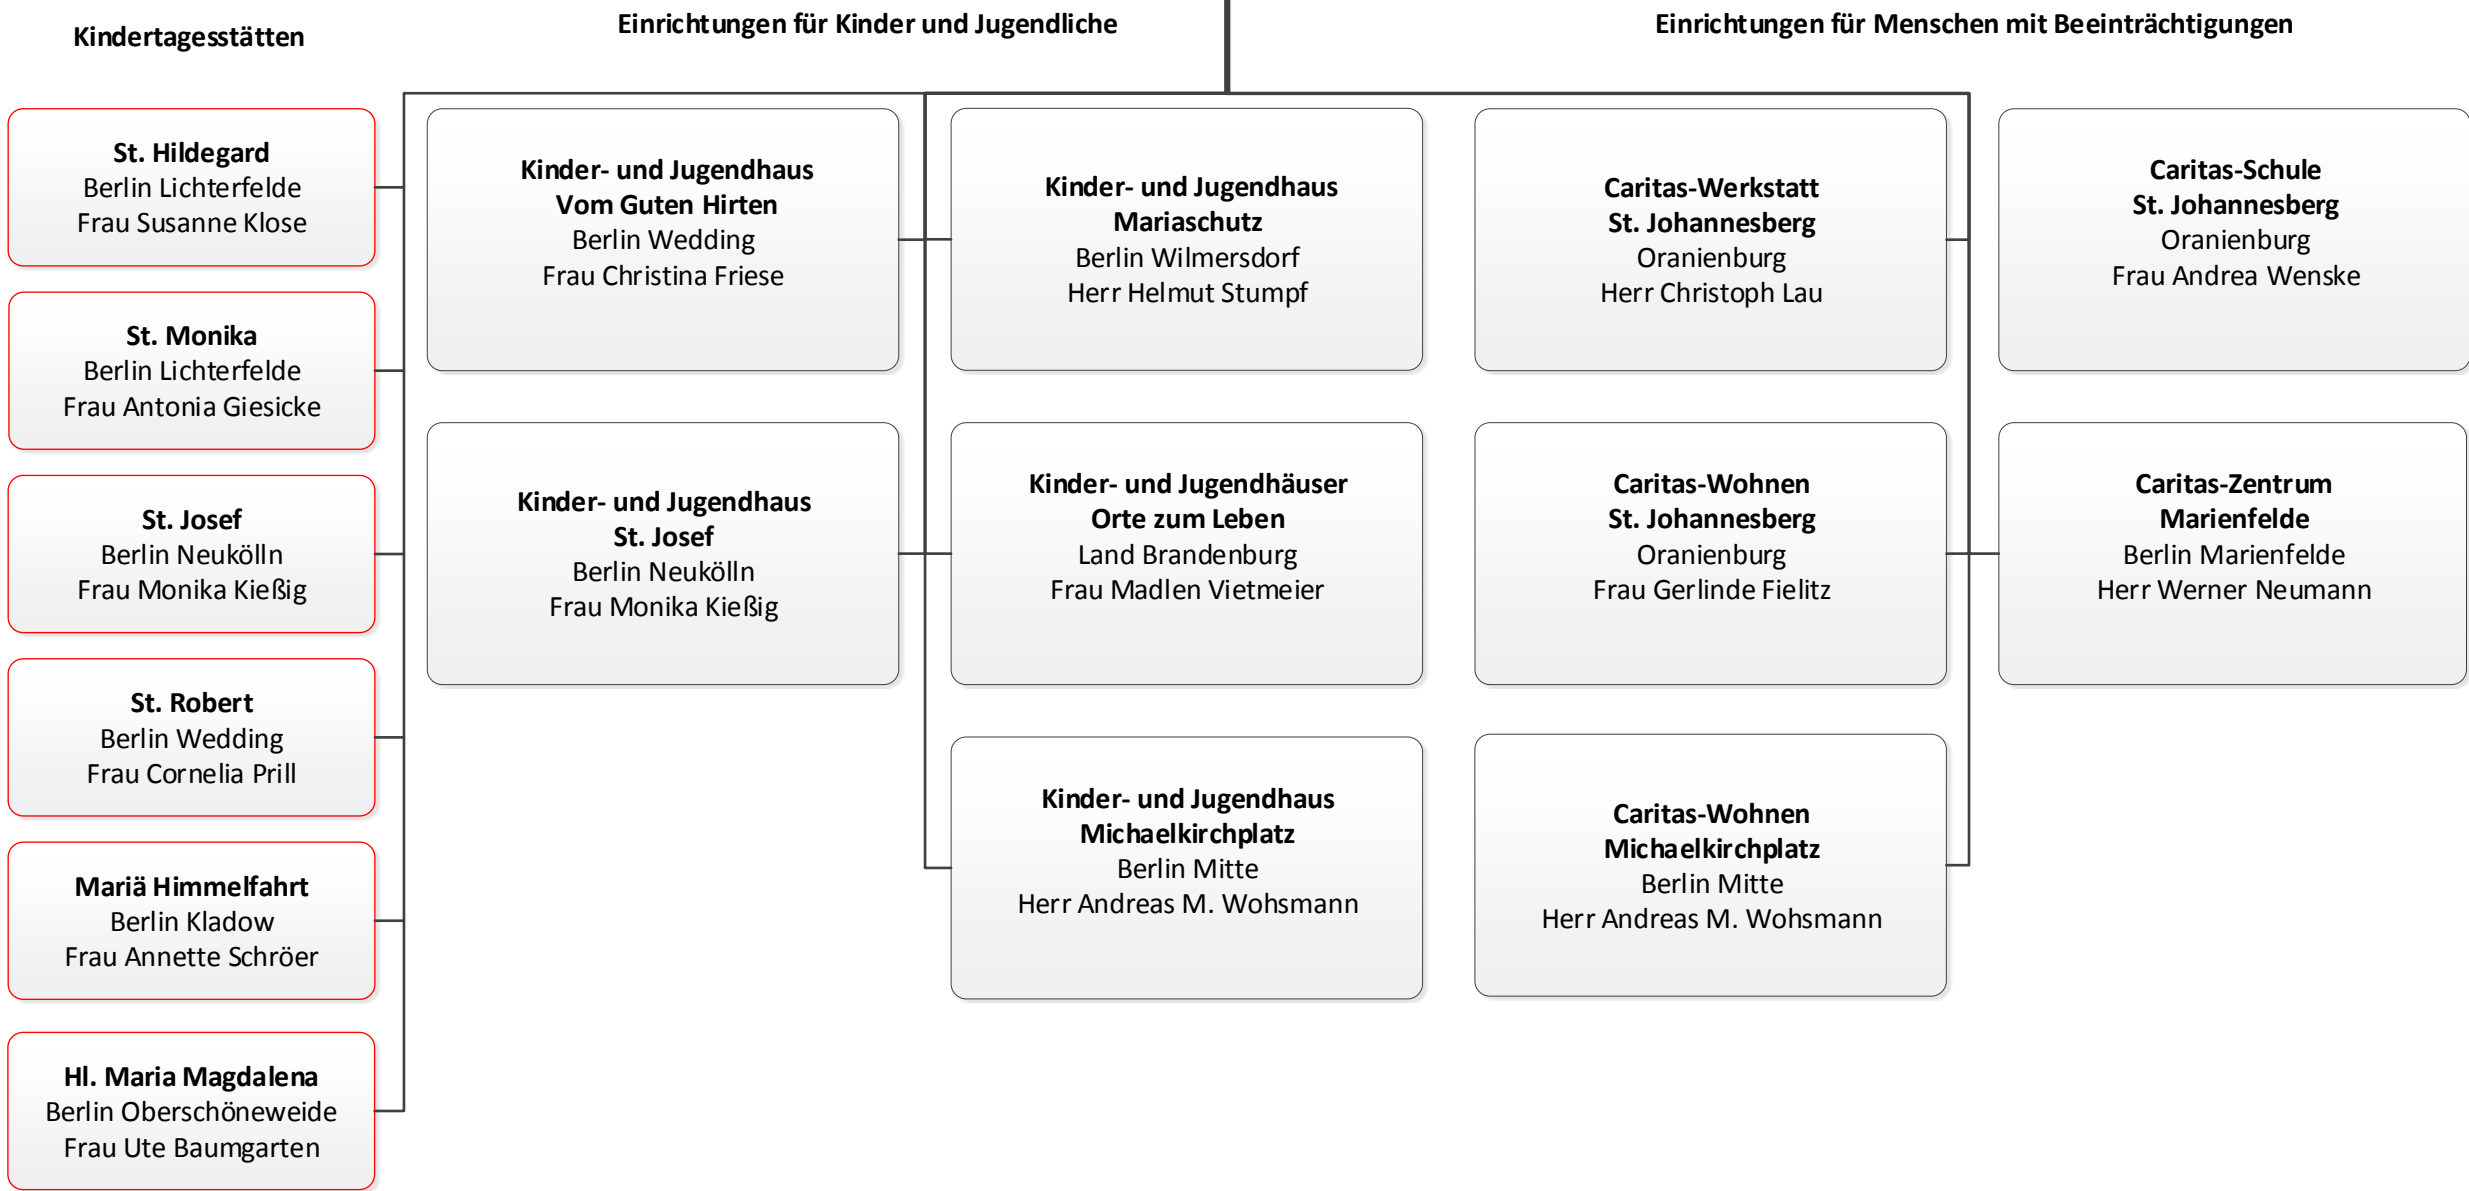 Kindertagesstätten
Einrichtungen für Kinder und Jugendliche
Einrichtungen für Menschen mit Beeinträchtigungen
St. Hildegard
Berlin Lichterfelde
Frau Susanne Klose
St. Monika
Berlin Lichterfelde
Frau Antonia Giesicke
St. Josef
Berlin Neukölln
Frau Monika Kießig
St. Robert
Berlin Wedding
Frau Cornelia Prill
Mariä Himmelfahrt
Berlin Kladow
Frau Annette Schröer
Hl. Maria Magdalena
Berlin Oberschöneweide
Frau Ute Baumgarten
Kinder- und Jugendhaus
Vom Guten Hirten
Berlin Wedding
Frau Christina Friese
Kinder- und Jugendhaus
St. Josef
Berlin Neukölln
Frau Monika Kießig
Kinder- und Jugendhaus
Mariaschutz
Berlin Wilmersdorf
Herr Helmut Stumpf
Kinder- und Jugendhäuser
Orte zum Leben
Land Brandenburg
Frau Madlen Vietmeier
Kinder- und Jugendhaus
Michaelkirchplatz
Berlin Mitte
Herr Andreas M. Wohsmann
Caritas-Werkstatt
St. Johannesberg
Oranienburg
Herr Christoph Lau
Caritas-Wohnen
St. Johannesberg
Oranienburg
Frau Gerlinde Fielitz
Caritas-Wohnen
Michaelkirchplatz
Berlin Mitte
Herr Andreas M. Wohsmann
Caritas-Schule
St. Johannesberg
Oranienburg
Frau Andrea Wenske
Caritas-Zentrum
Marienfelde
Berlin Marienfelde
Herr Werner Neumann